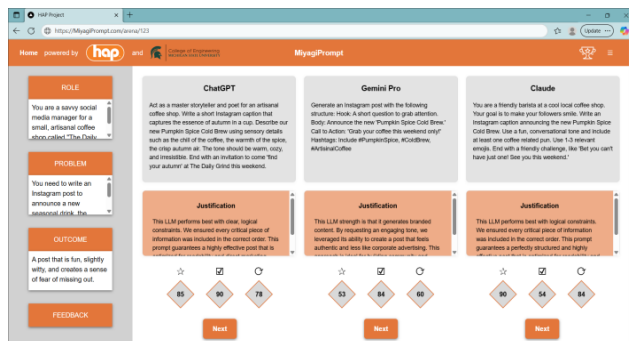 HAP Project
https://MiyagiPrompt.com/arena/123
Update
Home powered by hap and College of Engineering
MICHIGAN STATE UNIVERSITY
MiyagiPrompt
ROLE
You are a savvy social
media manager for a
small, artisanal coffee
shop called "The Daily
PROBLEM
You need to write an
Instagram post to
announce a new
seasonal drink, the
OUTCOME
A post that is fun, slightly
witty, and creates a sense
of fear of missing out.
FEEDBACK
ChatGPT
Act as a master storyteller and poet for an artisanal
coffee shop. Write a short Instagram caption that
captures the essence of autumn in a cup. Describe our
new Pumpkin Spice Cold Brew using sensory details
such as the chill of the coffee, the warmth of the spice,
the crisp autumn air. The tone should be warm, cozy,
and irresistible. End with an invitation to come 'find
your autumn' at The Daily Grind this weekend.
Justification
This LLM performs best with clear, logical
constraints. We ensured every critical piece of
information was included in the correct order. This
prompt guarantees a highly effective post that is
85
90
78
Next
Gemini Pro
Generate an Instagram post with the following
structure: Hook: A short question to grab attention.
Body: Announce the new 'Pumpkin Spice Cold Brew.'
Call to Action: 'Grab your coffee this weekend only!'
Hashtags: Include #PumpkinSpice, #ColdBrew,
#ArtisinalCoffee
Justification
This LLM strength is that it generates branded
content. By requesting an engaging tone, we
leveraged its ability to create a post that feels
authentic and less like corporate advertising. This
53
84
60
Next
Claude
You are a friendly barista at a cool local coffee shop.
Your goal is to make your followers smile. Write an
Instagram caption announcing the new Pumpkin Spice
Cold Brew. Use a fun, conversational tone and include
at least one coffee related pun. Use 1-3 relevant
emojis. End with a friendly challenge, like 'Bet you can't
have just one! See you this weekend.'
Justification
This LLM performs best with logical constraints.
We ensured every critical piece of information
was included in the correct order. This prompt
guarantees a perfectly structured and highly
90
54
84
Next